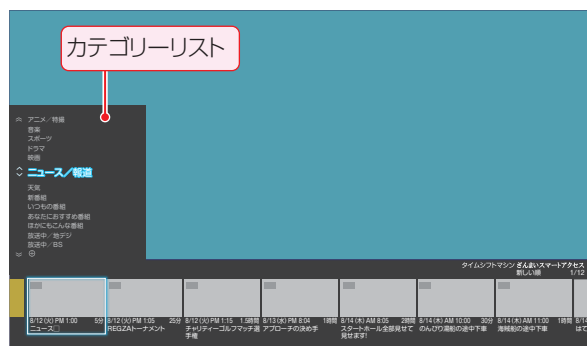 カテゴリーリスト
アニメ／特撮
音楽
スポーツ
ドラマ
映画
ニュース／報道
天気
新番組
いつもの番組
あなたにおすすめ番組
ほかにもこんな番組
放送中／地デジ
放送中／BS
タイムシフトマシン ざんまいスマートアクセス
新しい順 1/12
8/12 (火) PM 1:00 5分
ニュース
8/12 (火) PM 1:05 25分
REGZAトーナメント
8/12 (火) PM 1:15 1.5時間
チャリティーゴルフマッチ選
手権
8/13 (水) PM 8:04 1時間
アプローチの決め手
8/14 (木) AM 8:05 2時間
スタートホール全部見せて
見せます!
8/14 (木) AM 10:00 30分
のんびり湯船の途中下車
8/14 (木) AM 11:00 1時間
海賊船の途中下車
8/14
はて